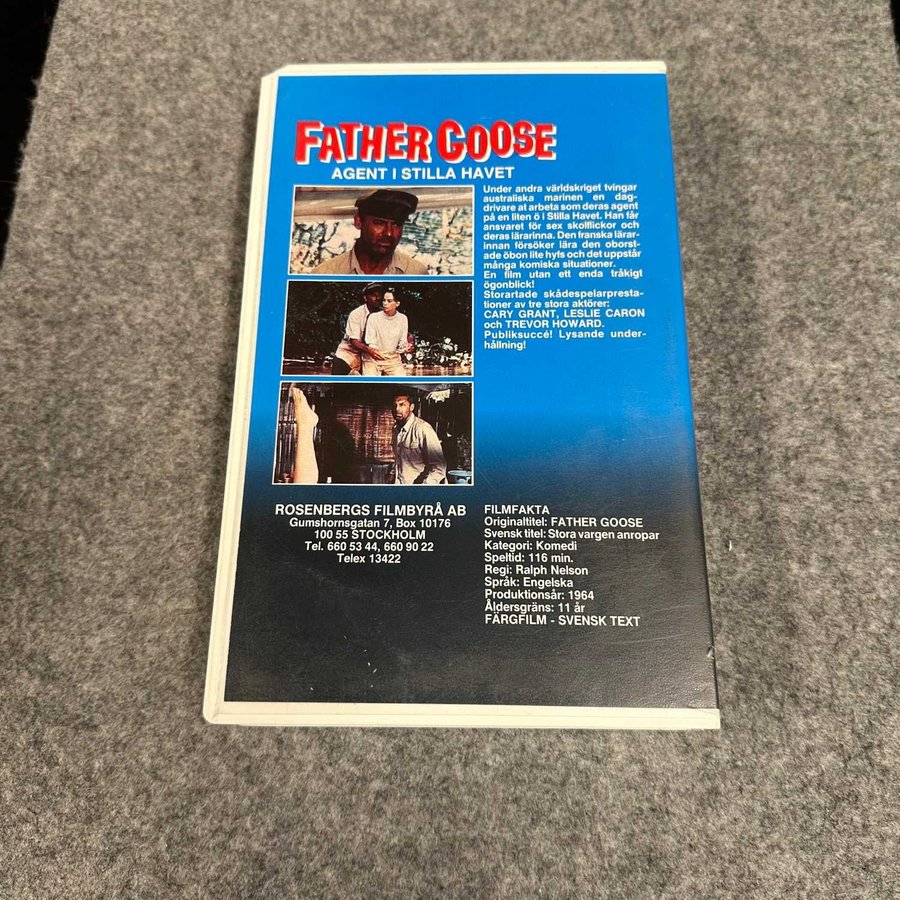 FATHER GOOSE
AGENT I STILLA HAVET
Under andra världskriget tvingar
australiska marinen en dag-
drivare at arbeta som deras agent
på en liten ö i Stilla Havet. Han får
ansvaret för sex skolflickor och
deras lärarinna. Den franska lärar-
innan försöker lära den oborst-
ade öbon lite hyfs och det uppstår
många komiska situationer.
En film utan ett enda tråkigt
ögonblick!
Storartade skådespelarpresta-
tioner av tre stora aktörer:
CARY GRANT, LESLIE CARON
och TREVOR HOWARD.
Publiksuccé! Lysande under-
hållning!
ROSENBERGS FILMBYRÅ AB
Gumshornsgatan 7, Box 10176
100 55 STOCKHOLM
Tel. 660 53 44, 660 90 22
Telex 13422
FILMFAKTA
Originaltitel: FATHER GOOSE
Svensk titel: Stora vargen anropar
Kategori: Komedi
Speltid: 116 min.
Regi: Ralph Nelson
Språk: Engelska
Produktionsår: 1964
Åldersgräns: 11 år
FÄRGFILM - SVENSK TEXT